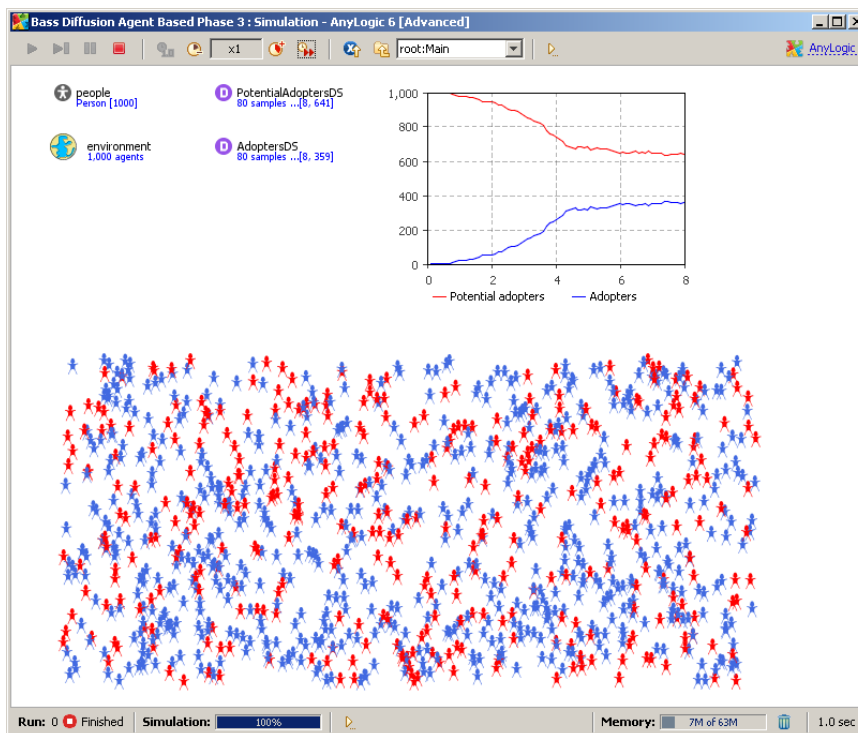 Bass Diffusion Agent Based Phase 3 : Simulation - AnyLogic 6 [Advanced]
x1
root:Main
AnyLogic
people
Person [1000]
PotentialAdoptersDS
80 samples ...[8, 641]
environment
1,000 agents
AdoptersDS
80 samples ...[8, 359]
1,000
800
600
400
200
0
0 2 4 6 8
Potential adopters Adopters
Run: 0 Finished Simulation: 100% Memory: 7M of 63M 1.0 sec